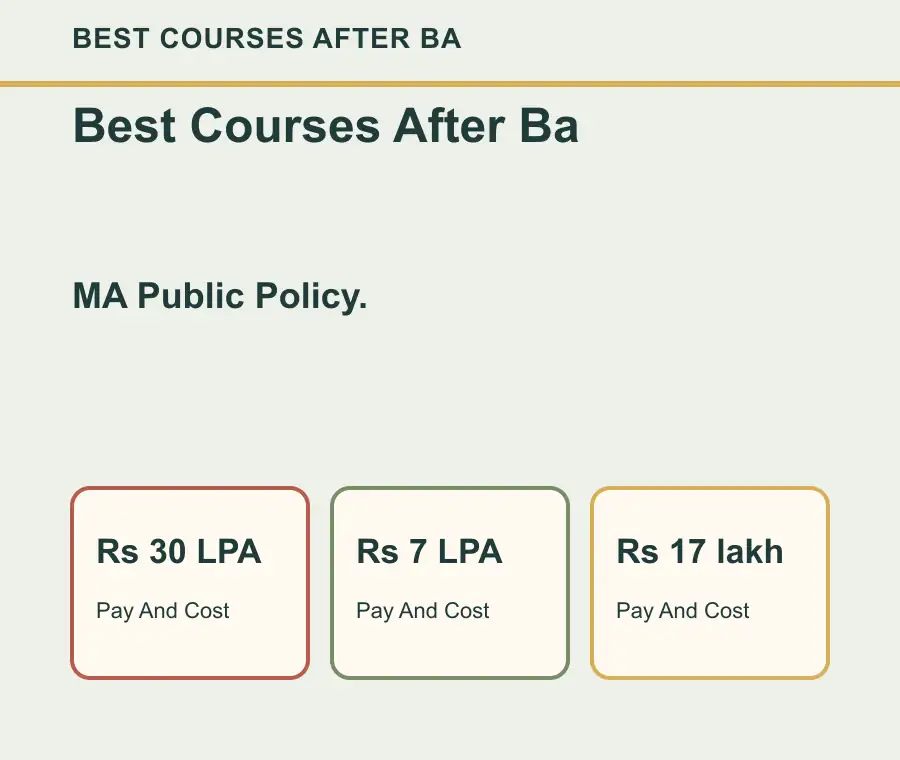 BEST COURSES AFTER BA
Best Courses After Ba
MA Public Policy.
Rs 30 LPA
Pay And Cost
Rs 7 LPA
Pay And Cost
Rs 17 lakh
Pay And Cost